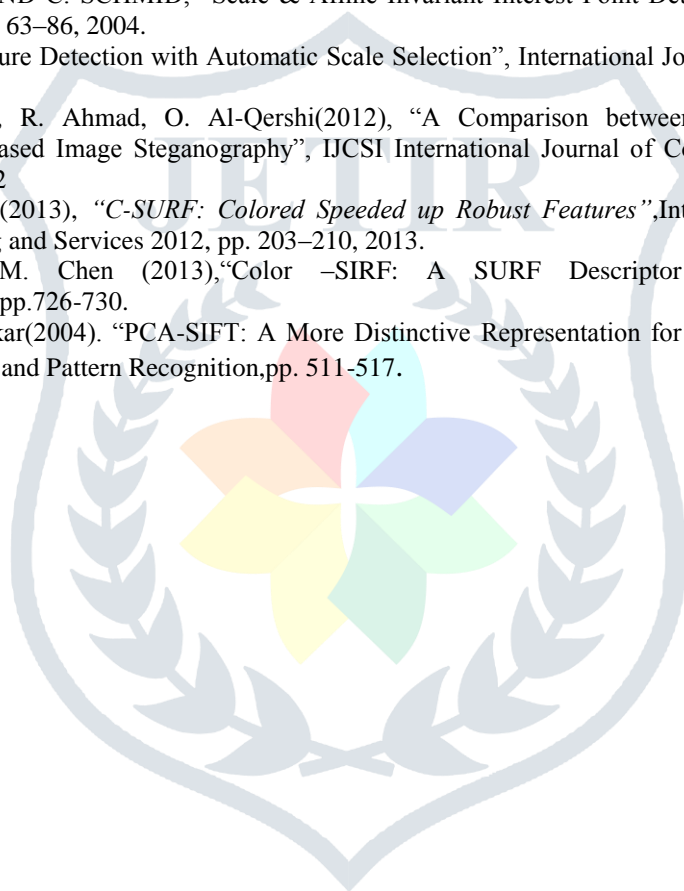 ND C. SCHMID, "Scale & Affine Invariant Interest Point De
63–86, 2004.
ure Detection with Automatic Scale Selection", International Jo
, R. Ahmad, O. Al-Qershi(2012), "A Comparison between
ased Image Steganography", IJCSI International Journal of Co
2
(2013), "C-SURF: Colored Speeded up Robust Features",Int
g and Services 2012, pp. 203–210, 2013.
M. Chen (2013),"Color –SIRF: A SURF Descriptor
pp.726-730.
kar(2004). "PCA-SIFT: A More Distinctive Representation for
and Pattern Recognition,pp. 511-517.
JETIR